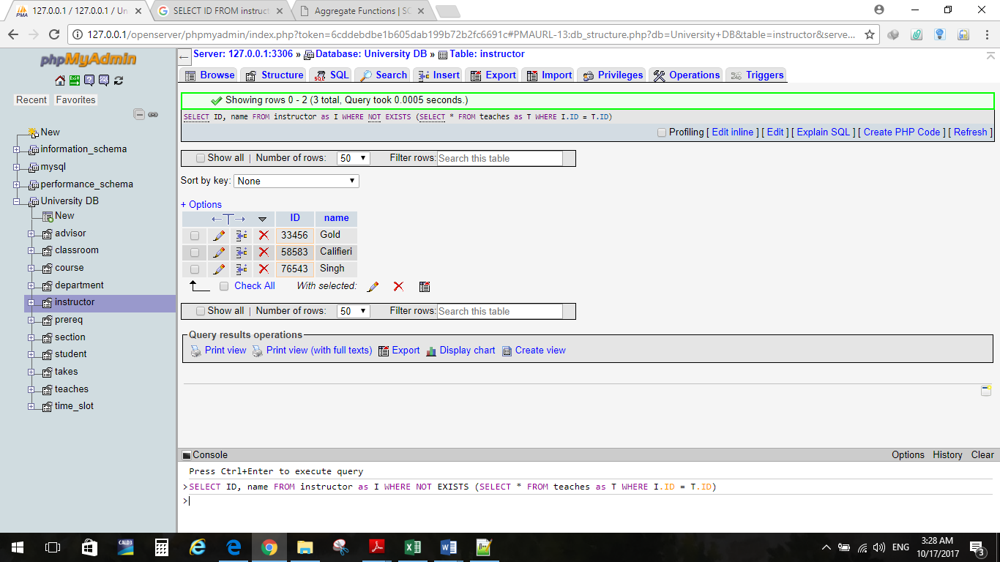 127.0.0.1 / 127.0.0.1 / Un
SELECT ID FROM instruct
Aggregate Functions | SC
127.0.0.1/openserver/phpmyadmin/index.php?token=6cddebdbe1b605dab199b72b2fc6691c#PMAURL-13:db_structure.php?db=University+DB&table=instructor&serve...
phpMyAdmin
Recent Favorites
New
information_schema
mysql
performance_schema
University DB
New
advisor
classroom
course
department
instructor
prereq
section
student
takes
teaches
time_slot
Server: 127.0.0.1:3306 » Database: University DB » Table: instructor
Browse Structure SQL Search Insert Export Import Privileges Operations Triggers
Showing rows 0 - 2 (3 total, Query took 0.0005 seconds.)
SELECT ID, name FROM instructor as I WHERE NOT EXISTS (SELECT * FROM teaches as T WHERE I.ID = T.ID)
Profiling [ Edit inline ] [ Edit ] [ Explain SQL ] [ Create PHP Code ] [ Refresh ]
Show all | Number of rows: 50 Filter rows: Search this table
Sort by key: None
+ Options
ID name
33456 Gold
58583 Califieri
76543 Singh
Check All With selected:
Show all | Number of rows: 50 Filter rows: Search this table
Query results operations
Print view Print view (with full texts) Export Display chart Create view
Console Options History Clear
Press Ctrl+Enter to execute query
>SELECT ID, name FROM instructor as I WHERE NOT EXISTS (SELECT * FROM teaches as T WHERE I.ID = T.ID)
>
CALD3
ENG
3:28 AM
10/17/2017
3